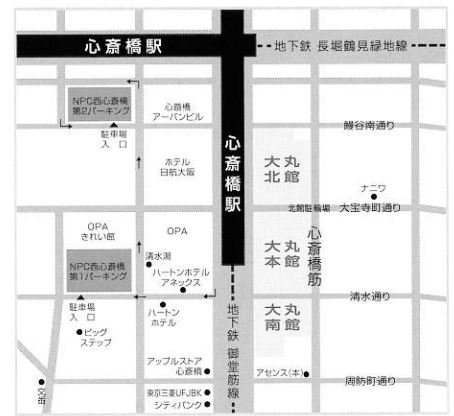 心斎橋駅
地下鉄 長堀鶴見緑地線
NPC西心斎橋
第2パーキング
心斎橋
アーバンビル
駐車場
入 口
鰻谷南通り
心斎橋駅
ホテル
日航大阪
大丸
北館
ナニワ
北館駐輪場
大宝寺町通り
OPA
きれい館
OPA
清水湯
大丸
本館
心斎橋筋
NPC西心斎橋
第1パーキング
ハートンホテル
アネックス
清水通り
駐車場
入 口
ハートン
ホテル
大丸
南館
ビッグ
ステップ
地下鉄 御堂筋線
アップルストア
心斎橋
アセンス(本)
周防町通り
交番
東京三菱UFJBK
シティバンク